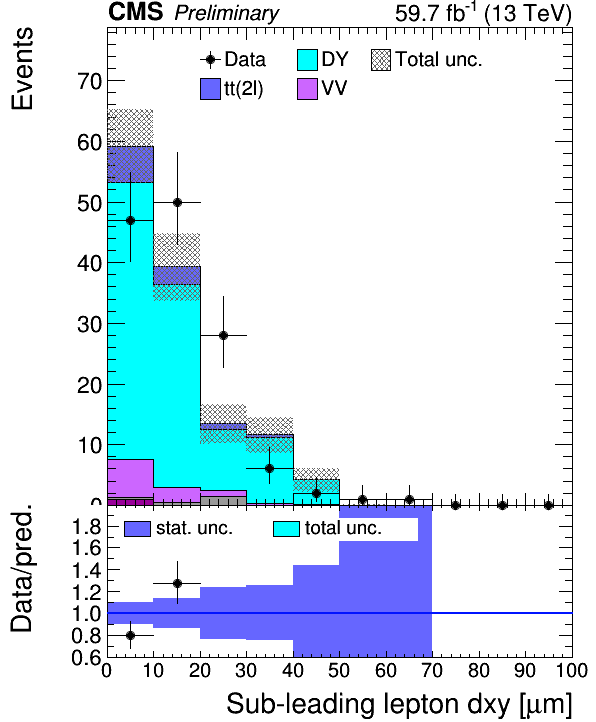 CMS Preliminary 59.7 fb⁻¹ (13 TeV)
Events
Data DY Total unc.
tt(2l) VV
70
60
50
40
30
20
10
0
Data/pred.
stat. unc. total unc.
1.8
1.6
1.4
1.2
1.0
0.8
0.6
0 10 20 30 40 50 60 70 80 90 100
Sub-leading lepton dxy [μm]